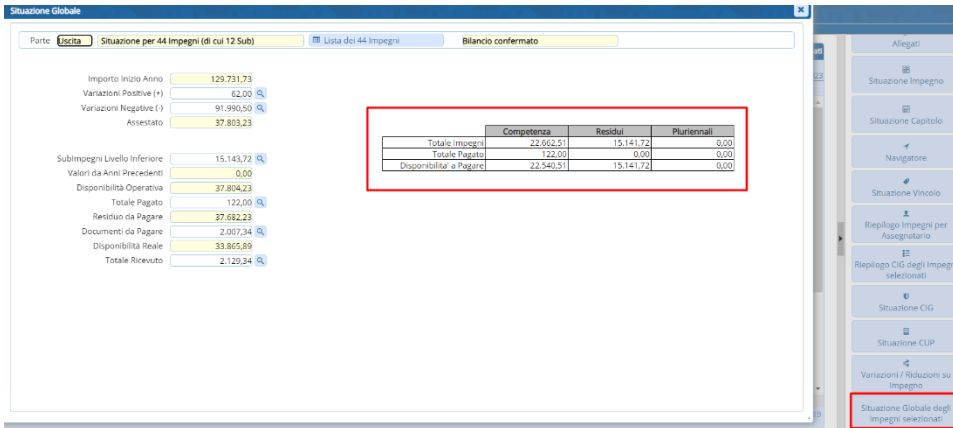 Situazione Globale
Parte Uscita Situazione per 44 Impegni (di cui 12 Sub) Lista dei 44 Impegni Bilancio confermato
Importo Inizio Anno 129.731,73
Variazioni Positive (+) 62,00
Variazioni Negative (-) 91.990,50
Assestato 37.803,23
SubImpegni Livello Inferiore 15.143,72
Valori da Anni Precedenti 0,00
Disponibilità Operativa 37.804,23
Totale Pagato 122,00
Residuo da Pagare 37.682,23
Documenti da Pagare 2.007,34
Disponibilità Reale 33.865,89
Totale Ricevuto 2.129,34
Competenza Residui Pluriennali
Totale Impegni 22.662,51 15.141,72 0,00
Totale Pagato 122,00 0,00 0,00
Disponibilita' a Pagare 22.540,51 15.141,72 0,00
ati
23
19
Allegati
Situazione Impegno
Situazione Capitolo
Navigatore
Situazione Vincolo
Riepilogo Impegni per
Assegnatario
Riepilogo CIG degli Impegn
selezionati
Situazione CIG
Situazione CUP
Variazioni / Riduzioni su
Impegno
Situazione Globale degli
Impegni selezionati